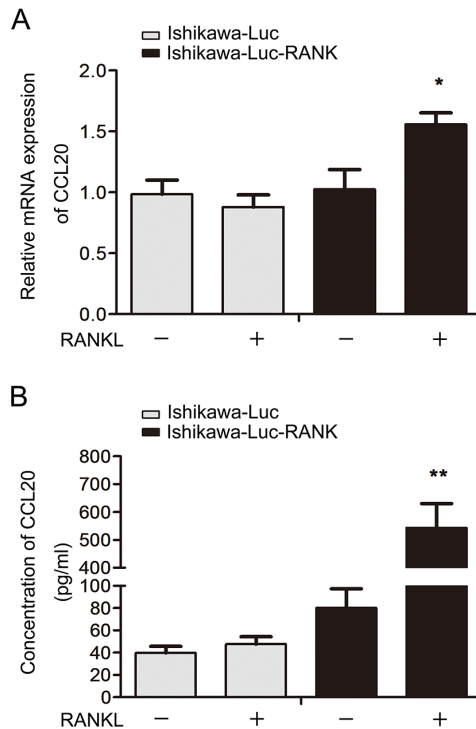 A
Ishikawa-Luc
Ishikawa-Luc-RANK
Relative mRNA expression
of CCL20
2.0
1.5
1.0
0.5
0.0
*
RANKL − + − +
B
Ishikawa-Luc
Ishikawa-Luc-RANK
Concentration of CCL20
(pg/ml)
800
700
600
500
400
100
80
60
40
20
0
**
RANKL − + − +